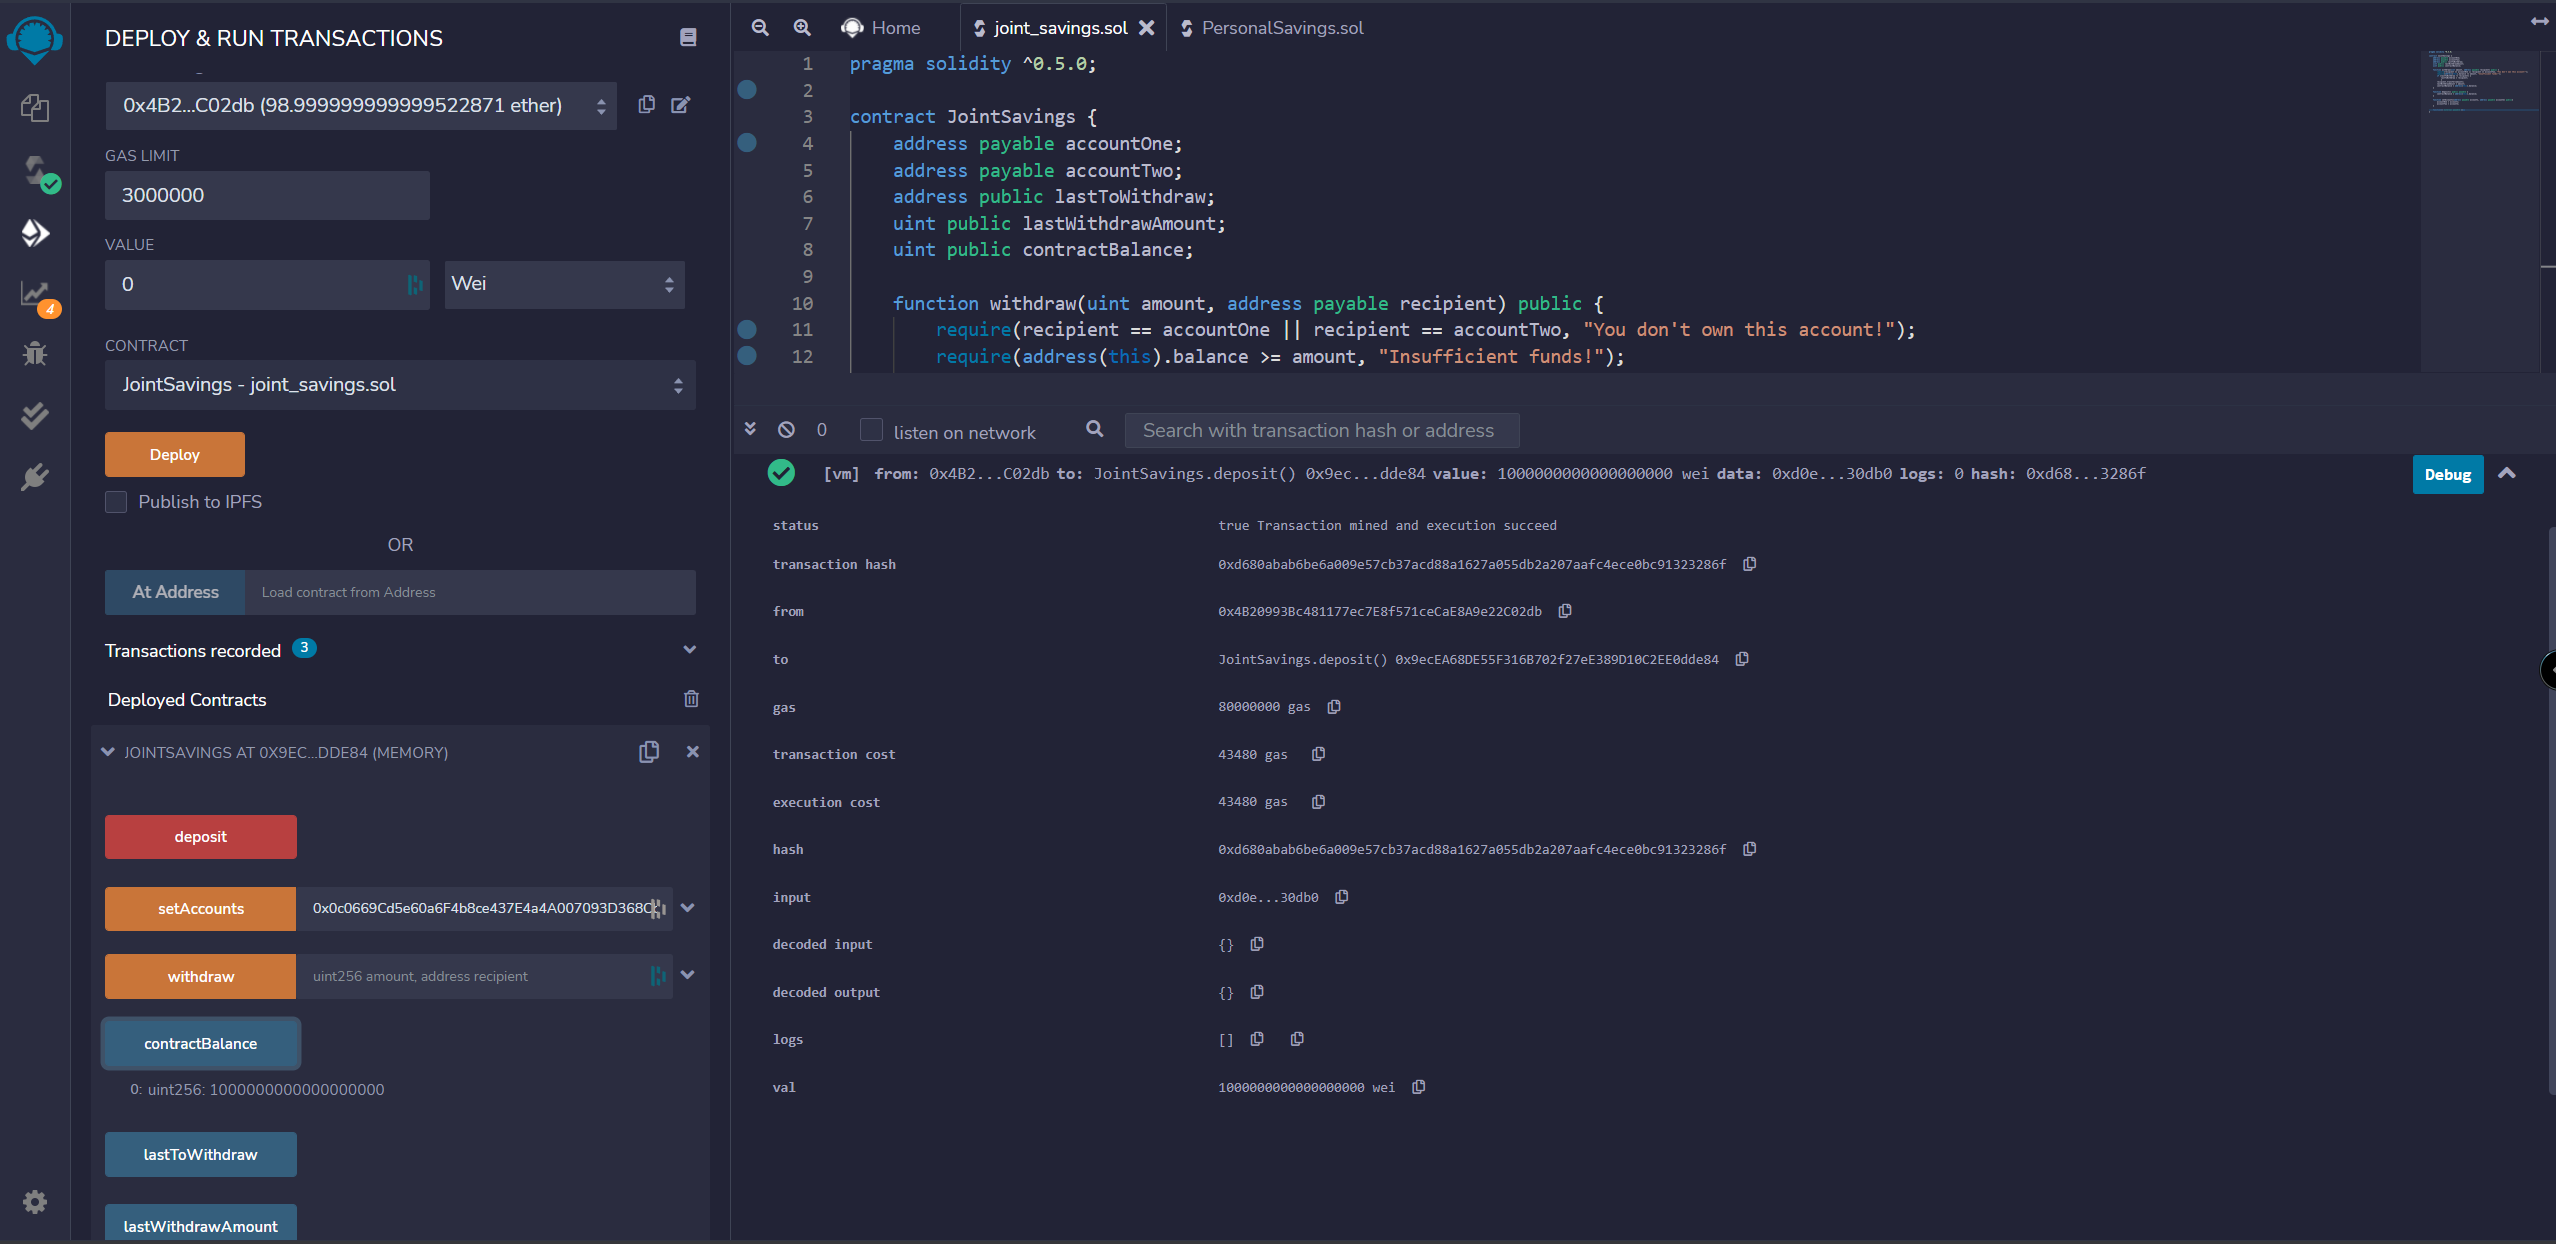 DEPLOY & RUN TRANSACTIONS
0x4B2...C02db (98.999999999999522871 ether)
GAS LIMIT
3000000
VALUE
0
Wei
CONTRACT
JointSavings - joint_savings.sol
Deploy
Publish to IPFS
OR
At Address
Load contract from Address
Transactions recorded 3
Deployed Contracts
JOINTSAVINGS AT 0X9EC...DDE84 (MEMORY)
deposit
setAccounts
0x0c0669Cd5e60a6F4b8ce437E4a4A007093D368C
withdraw
uint256 amount, address recipient
contractBalance
0: uint256: 1000000000000000000
lastToWithdraw
lastWithdrawAmount
4
Home
joint_savings.sol
PersonalSavings.sol
1 pragma solidity ^0.5.0;
2
3 contract JointSavings {
4 address payable accountOne;
5 address payable accountTwo;
6 address public lastToWithdraw;
7 uint public lastWithdrawAmount;
8 uint public contractBalance;
9
10 function withdraw(uint amount, address payable recipient) public {
11 require(recipient == accountOne || recipient == accountTwo, "You don't own this account!");
12 require(address(this).balance >= amount, "Insufficient funds!");
0
listen on network
Search with transaction hash or address
[vm] from: 0x4B2...C02db to: JointSavings.deposit() 0x9ec...dde84 value: 1000000000000000000 wei data: 0xd0e...30db0 logs: 0 hash: 0xd68...3286f
Debug
status true Transaction mined and execution succeed
transaction hash 0xd680abab6be6a009e57cb37acd88a1627a055db2a207aafc4ece0bc91323286f
from 0x4B20993Bc481177ec7E8f571ceCaE8A9e22C02db
to JointSavings.deposit() 0x9ecEA68DE55F316B702f27eE389D10C2EE0dde84
gas 80000000 gas
transaction cost 43480 gas
execution cost 43480 gas
hash 0xd680abab6be6a009e57cb37acd88a1627a055db2a207aafc4ece0bc91323286f
input 0xd0e...30db0
decoded input {}
decoded output {}
logs []
val 1000000000000000000 wei